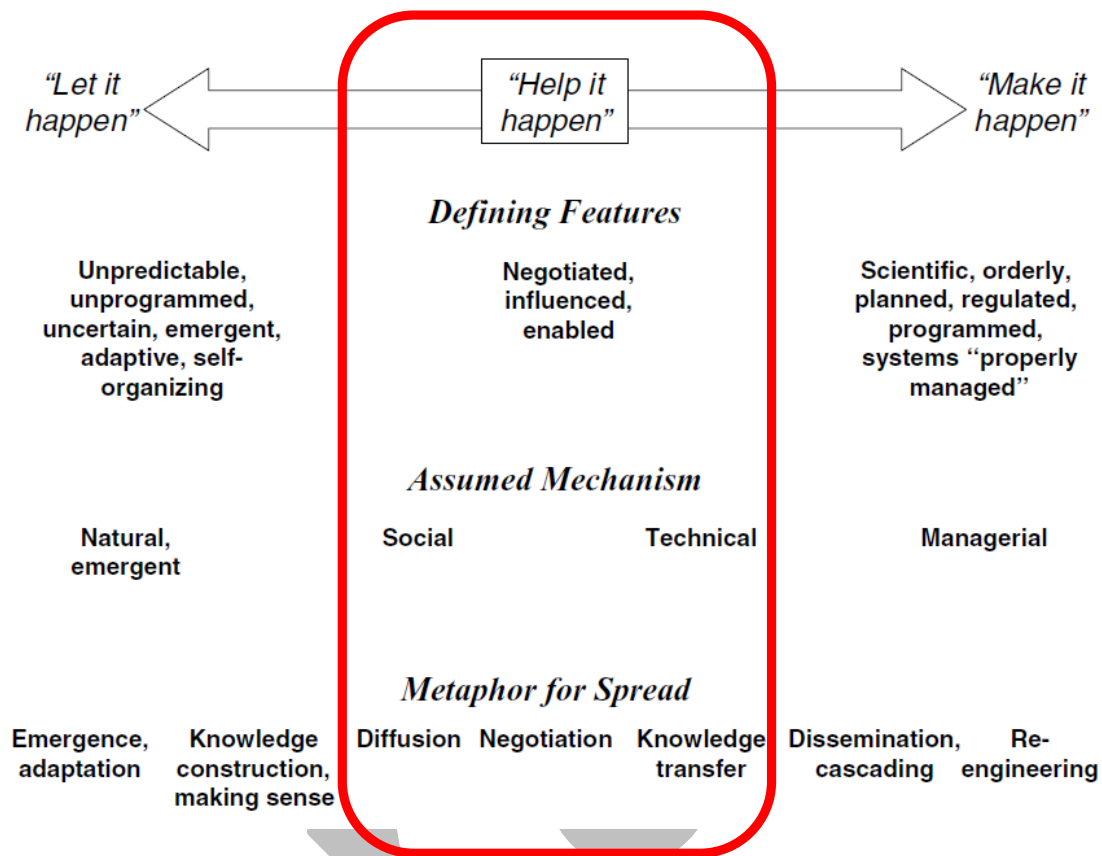 “Let it
happen”
“Help it
happen”
“Make it
happen”
Defining Features
Unpredictable,
unprogrammed,
uncertain, emergent,
adaptive, self-
organizing
Negotiated,
influenced,
enabled
Scientific, orderly,
planned, regulated,
programmed,
systems “properly
managed”
Assumed Mechanism
Natural,
emergent
Social
Technical
Managerial
Metaphor for Spread
Emergence,
adaptation
Knowledge
construction,
making sense
Diffusion
Negotiation
Knowledge
transfer
Dissemination,
cascading
Re-
engineering